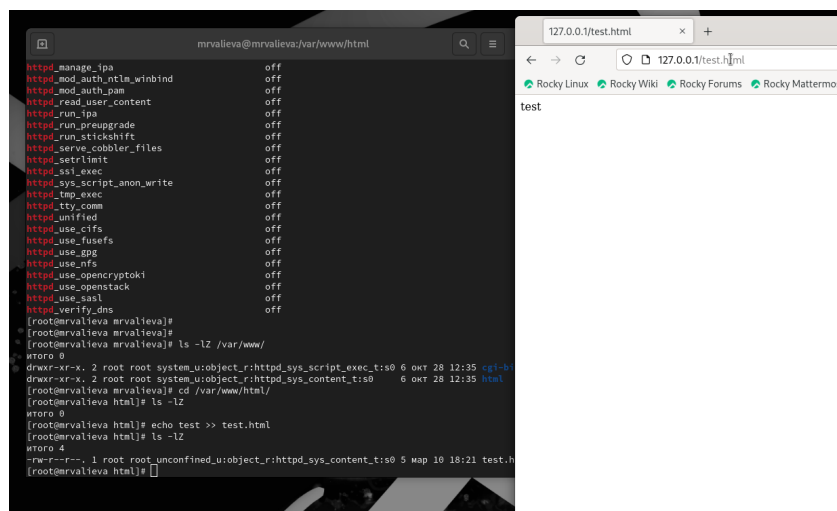 mrvalieva@mrvalieva:/var/www/html
httpd_manage_ipa off
httpd_mod_auth_ntlm_winbind off
httpd_mod_auth_pam off
httpd_read_user_content off
httpd_run_ipa off
httpd_run_preupgrade off
httpd_run_stickshift off
httpd_serve_cobbler_files off
httpd_setrlimit off
httpd_ssi_exec off
httpd_sys_script_anon_write off
httpd_tmp_exec off
httpd_tty_comm off
httpd_unified off
httpd_use_cifs off
httpd_use_fusefs off
httpd_use_gpg off
httpd_use_nfs off
httpd_use_opencryptoki off
httpd_use_openstack off
httpd_use_sasl off
httpd_verify_dns off
[root@mrvalieva mrvalieva]#
[root@mrvalieva mrvalieva]#
[root@mrvalieva mrvalieva]# ls -lZ /var/www/
итого 0
drwxr-xr-x. 2 root root system_u:object_r:httpd_sys_script_exec_t:s0 6 окт 28 12:35 cgi-bi
drwxr-xr-x. 2 root root system_u:object_r:httpd_sys_content_t:s0 6 окт 28 12:35 html
[root@mrvalieva mrvalieva]# cd /var/www/html/
[root@mrvalieva html]# ls -lZ
итого 0
[root@mrvalieva html]# echo test >> test.html
[root@mrvalieva html]# ls -lZ
итого 4
-rw-r--r--. 1 root root unconfined_u:object_r:httpd_sys_content_t:s0 5 мар 10 18:21 test.h
[root@mrvalieva html]#
127.0.0.1/test.html
127.0.0.1/test.html
Rocky Linux Rocky Wiki Rocky Forums Rocky Mattermos
test